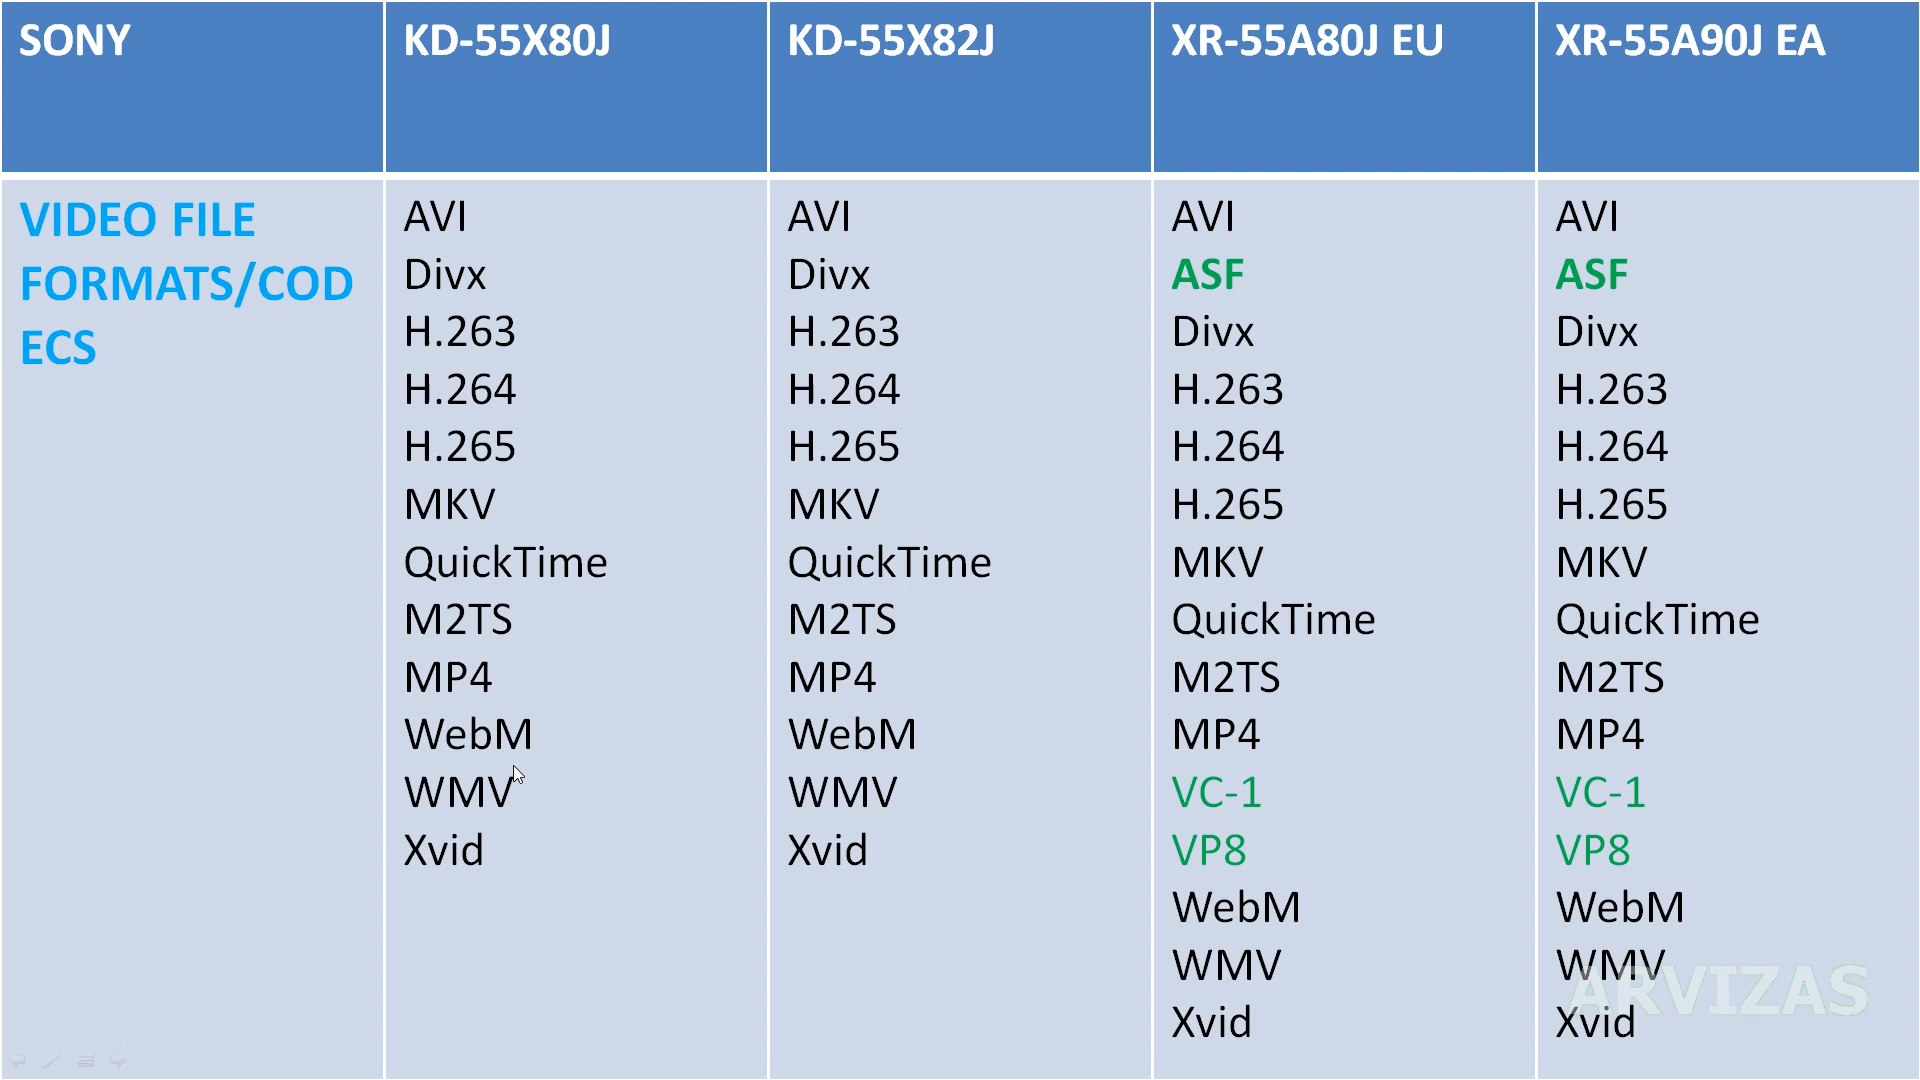 SONY
KD-55X80J
KD-55X82J
XR-55A80J EU
XR-55A90J EA
VIDEO FILE
FORMATS/COD
ECS
AVI
Divx
H.263
H.264
H.265
MKV
QuickTime
M2TS
MP4
WebM
WMV
Xvid
AVI
Divx
H.263
H.264
H.265
MKV
QuickTime
M2TS
MP4
WebM
WMV
Xvid
AVI
ASF
Divx
H.263
H.264
H.265
MKV
QuickTime
M2TS
MP4
VC-1
VP8
WebM
WMV
Xvid
AVI
ASF
Divx
H.263
H.264
H.265
MKV
QuickTime
M2TS
MP4
VC-1
VP8
WebM
WMV
Xvid
ARVIZAS